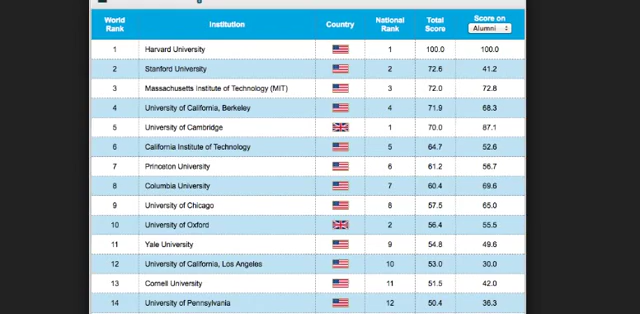 World Rank Institution Country National Rank Total Score Score on Alumni
1 Harvard University 1 100.0 100.0
2 Stanford University 2 72.6 41.2
3 Massachusetts Institute of Technology (MIT) 3 72.0 72.8
4 University of California, Berkeley 4 71.9 68.3
5 University of Cambridge 1 70.0 87.1
6 California Institute of Technology 5 64.7 52.6
7 Princeton University 6 61.2 56.7
8 Columbia University 7 60.4 69.6
9 University of Chicago 8 57.5 65.0
10 University of Oxford 2 56.4 55.5
11 Yale University 9 54.8 49.6
12 University of California, Los Angeles 10 53.0 30.0
13 Cornell University 11 51.5 42.0
14 University of Pennsylvania 12 50.4 36.3